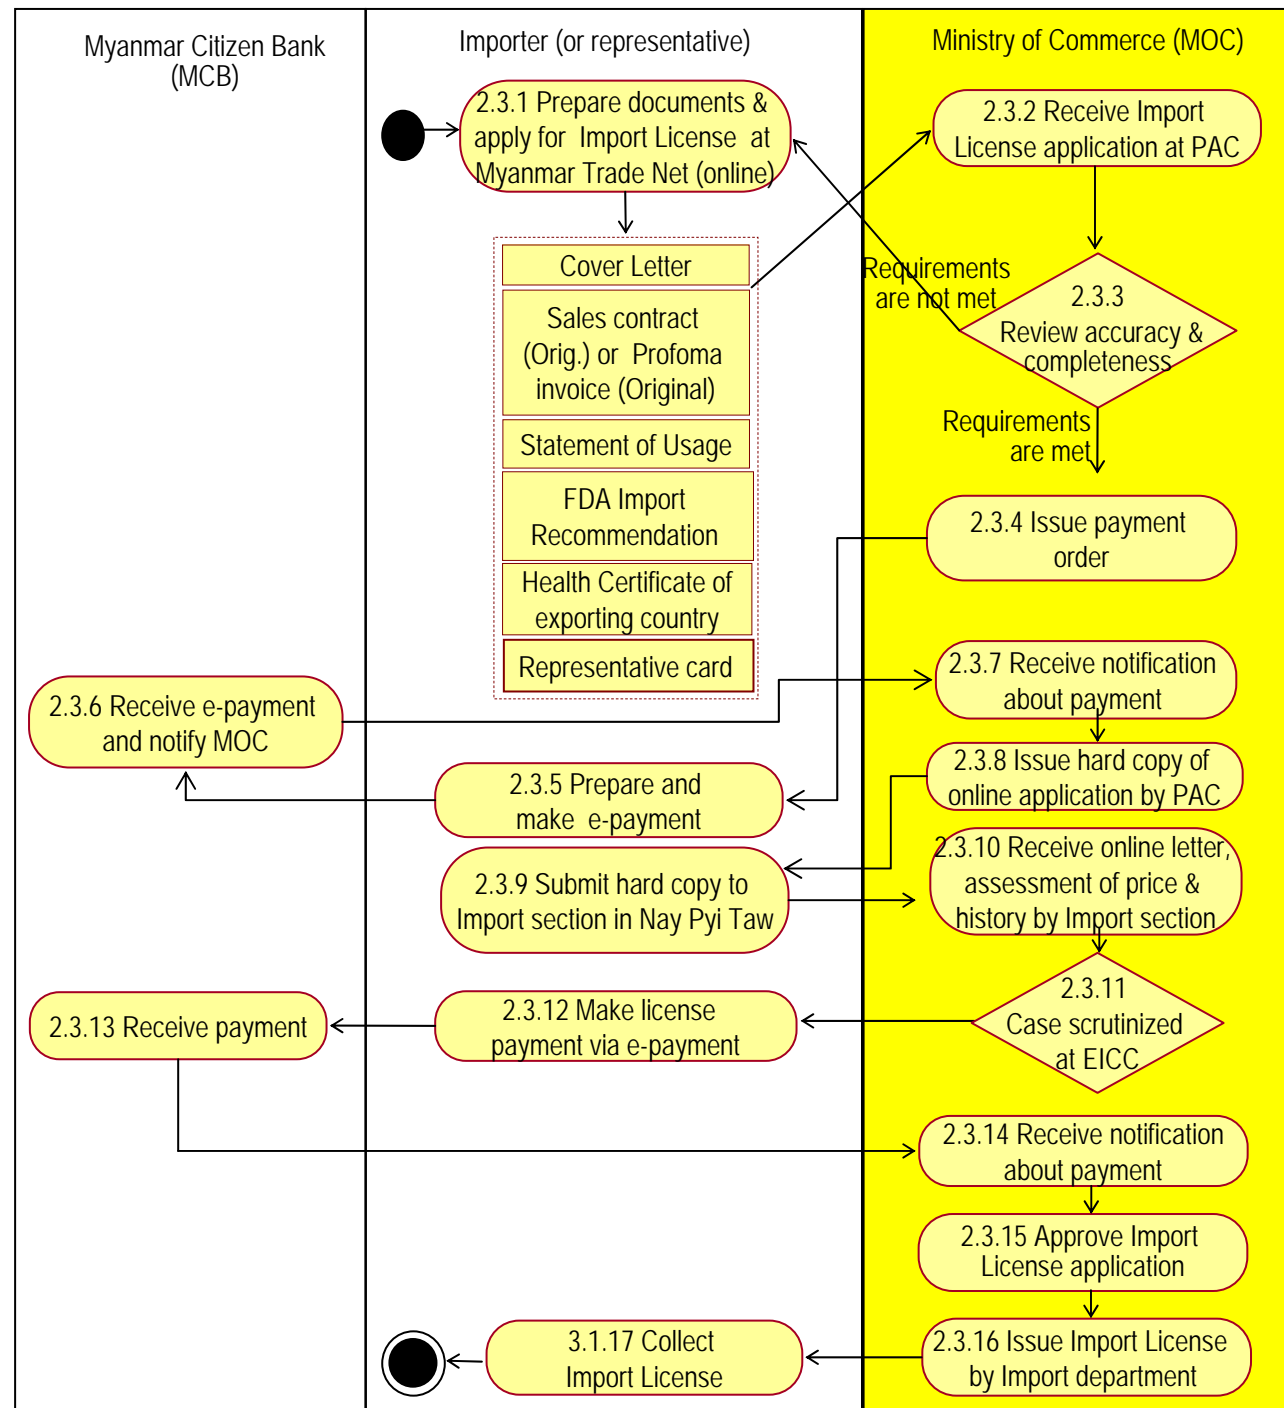 Myanmar Citizen Bank
(MCB)
Importer (or representative)
Ministry of Commerce (MOC)
2.3.1 Prepare documents &
apply for Import License at
Myanmar Trade Net (online)
2.3.2 Receive Import
License application at PAC
Cover Letter
Sales contract
(Orig.) or Profoma
invoice (Original)
Statement of Usage
FDA Import
Recommendation
Health Certificate of
exporting country
Representative card
Requirements
are not met
2.3.3
Review accuracy &
completeness
Requirements
are met
2.3.4 Issue payment
order
2.3.7 Receive notification
about payment
2.3.6 Receive e-payment
and notify MOC
2.3.8 Issue hard copy of
online application by PAC
2.3.5 Prepare and
make e-payment
2.3.10 Receive online letter,
assessment of price &
history by Import section
2.3.9 Submit hard copy to
Import section in Nay Pyi Taw
2.3.11
Case scrutinized
at EICC
2.3.12 Make license
payment via e-payment
2.3.13 Receive payment
2.3.14 Receive notification
about payment
2.3.15 Approve Import
License application
2.3.16 Issue Import License
by Import department
3.1.17 Collect
Import License